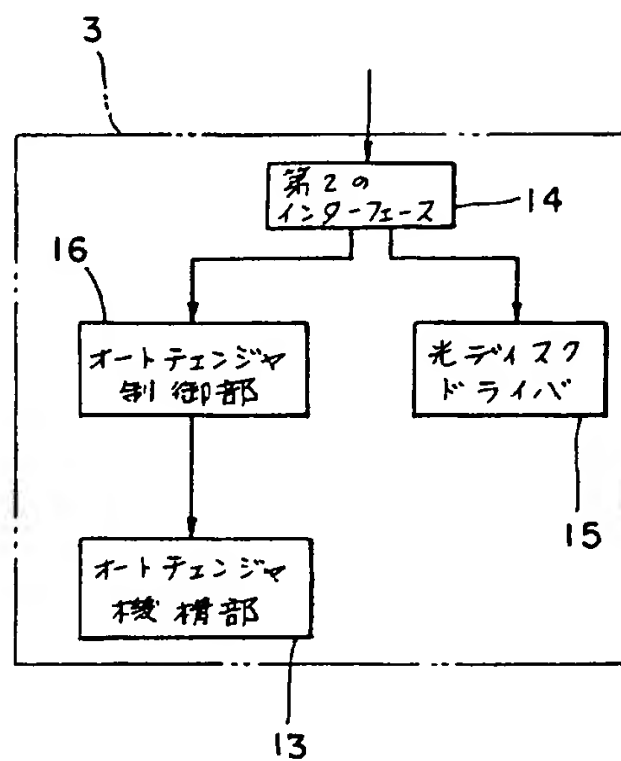 3
第2の
インターフェース
14
16
オートチェンジャ
制御部
光ディスク
ドライバ
15
オートチェンジャ
機構部
13